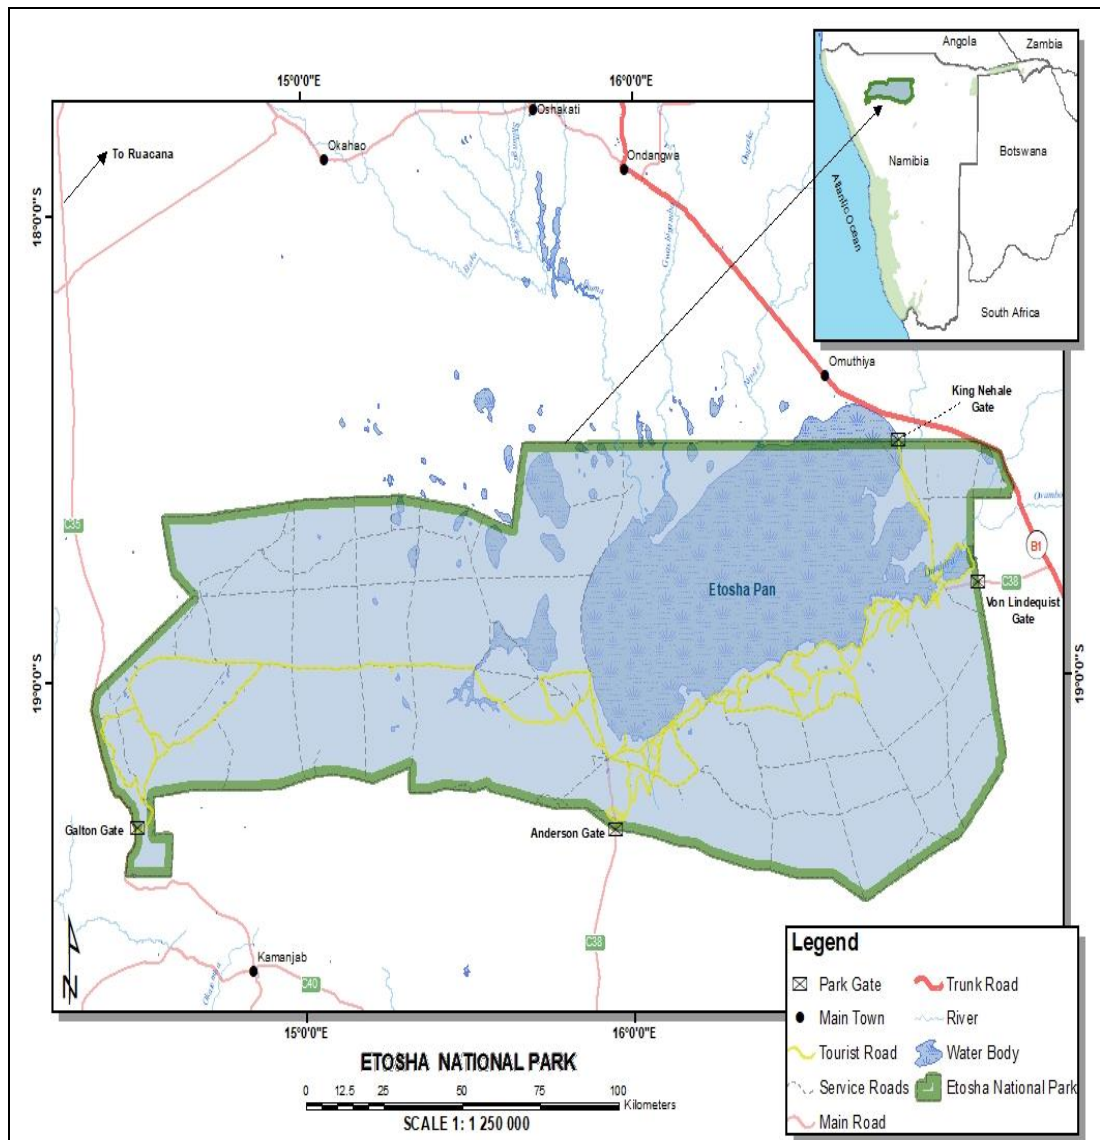 Angola
Zambia
Namibia
Botswana
Atlantic Ocean
South Africa
15°0'0"E
16°0'0"E
Oshakati
Okahao
Ondangwa
To Ruacana
18°0'0"S
Omuthiya
King Nehale
Gate
C35
B1
Etosha Pan
C38
Von Lindequist
Gate
19°0'0"S
19°0'0"S
Galton Gate
Anderson Gate
C38
Kamanjab
C40
N
15°0'0"E
16°0'0"E
ETOSHA NATIONAL PARK
0 12.5 25 50 75 100
Kilometers
SCALE 1: 1 250 000
Legend
Park Gate
Trunk Road
Main Town
River
Tourist Road
Water Body
Service Roads
Etosha National Park
Main Road